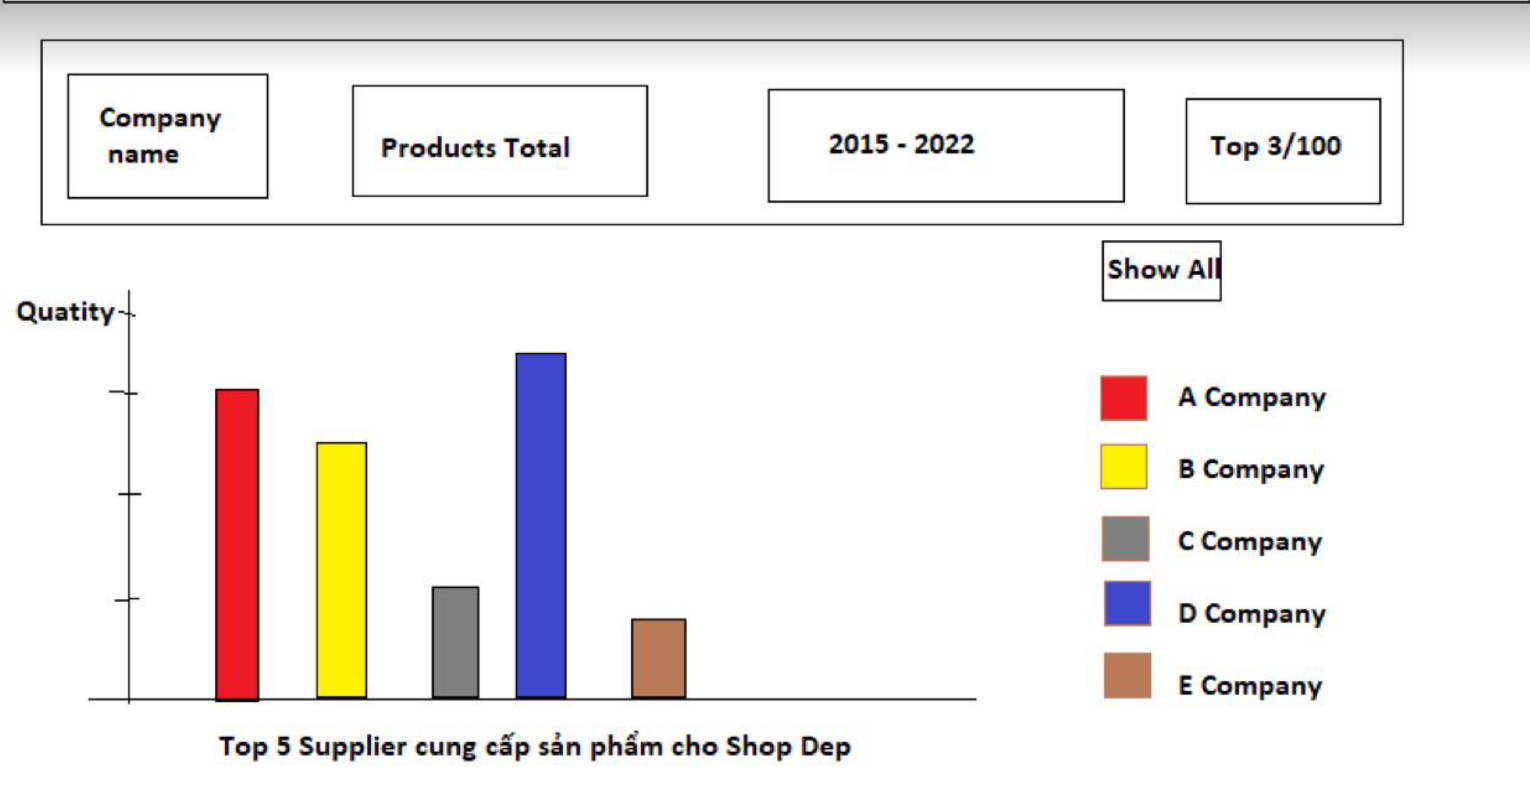 Company
name
Products Total
2015 - 2022
Top 3/100
Show All
Quatity
A Company
B Company
C Company
D Company
E Company
Top 5 Supplier cung cấp sản phẩm cho Shop Dep